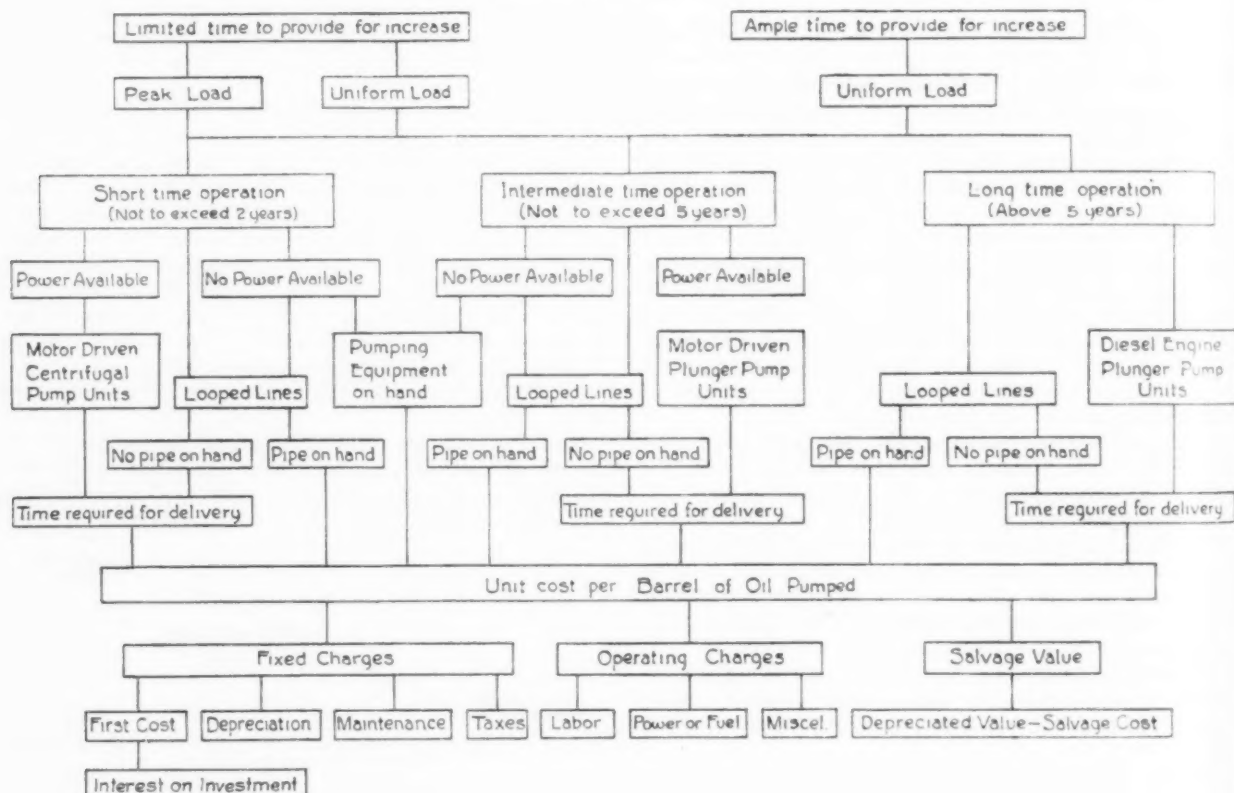 Limited time to provide for increase
Ample time to provide for increase
Peak Load
Uniform Load
Uniform Load
Short time operation
(Not to exceed 2 years)
Intermediate time operation
(Not to exceed 5 years)
Long time operation
(Above 5 years)
Power Available
No Power Available
No Power Available
Power Available
Motor Driven
Centrifugal
Pump Units
Pumping
Equipment
on hand
Motor Driven
Plunger Pump
Units
Diesel Engine
Plunger Pump
Units
Looped Lines
Looped Lines
Looped Lines
No pipe on hand
Pipe on hand
Pipe on hand
No pipe on hand
Pipe on hand
No pipe on hand
Time required for delivery
Time required for delivery
Time required for delivery
Unit cost per Barrel of Oil Pumped
Fixed Charges
Operating Charges
Salvage Value
First Cost
Depreciation
Maintenance
Taxes
Labor
Power or Fuel
Miscel.
Depreciated Value-Salvage Cost
Interest on Investment